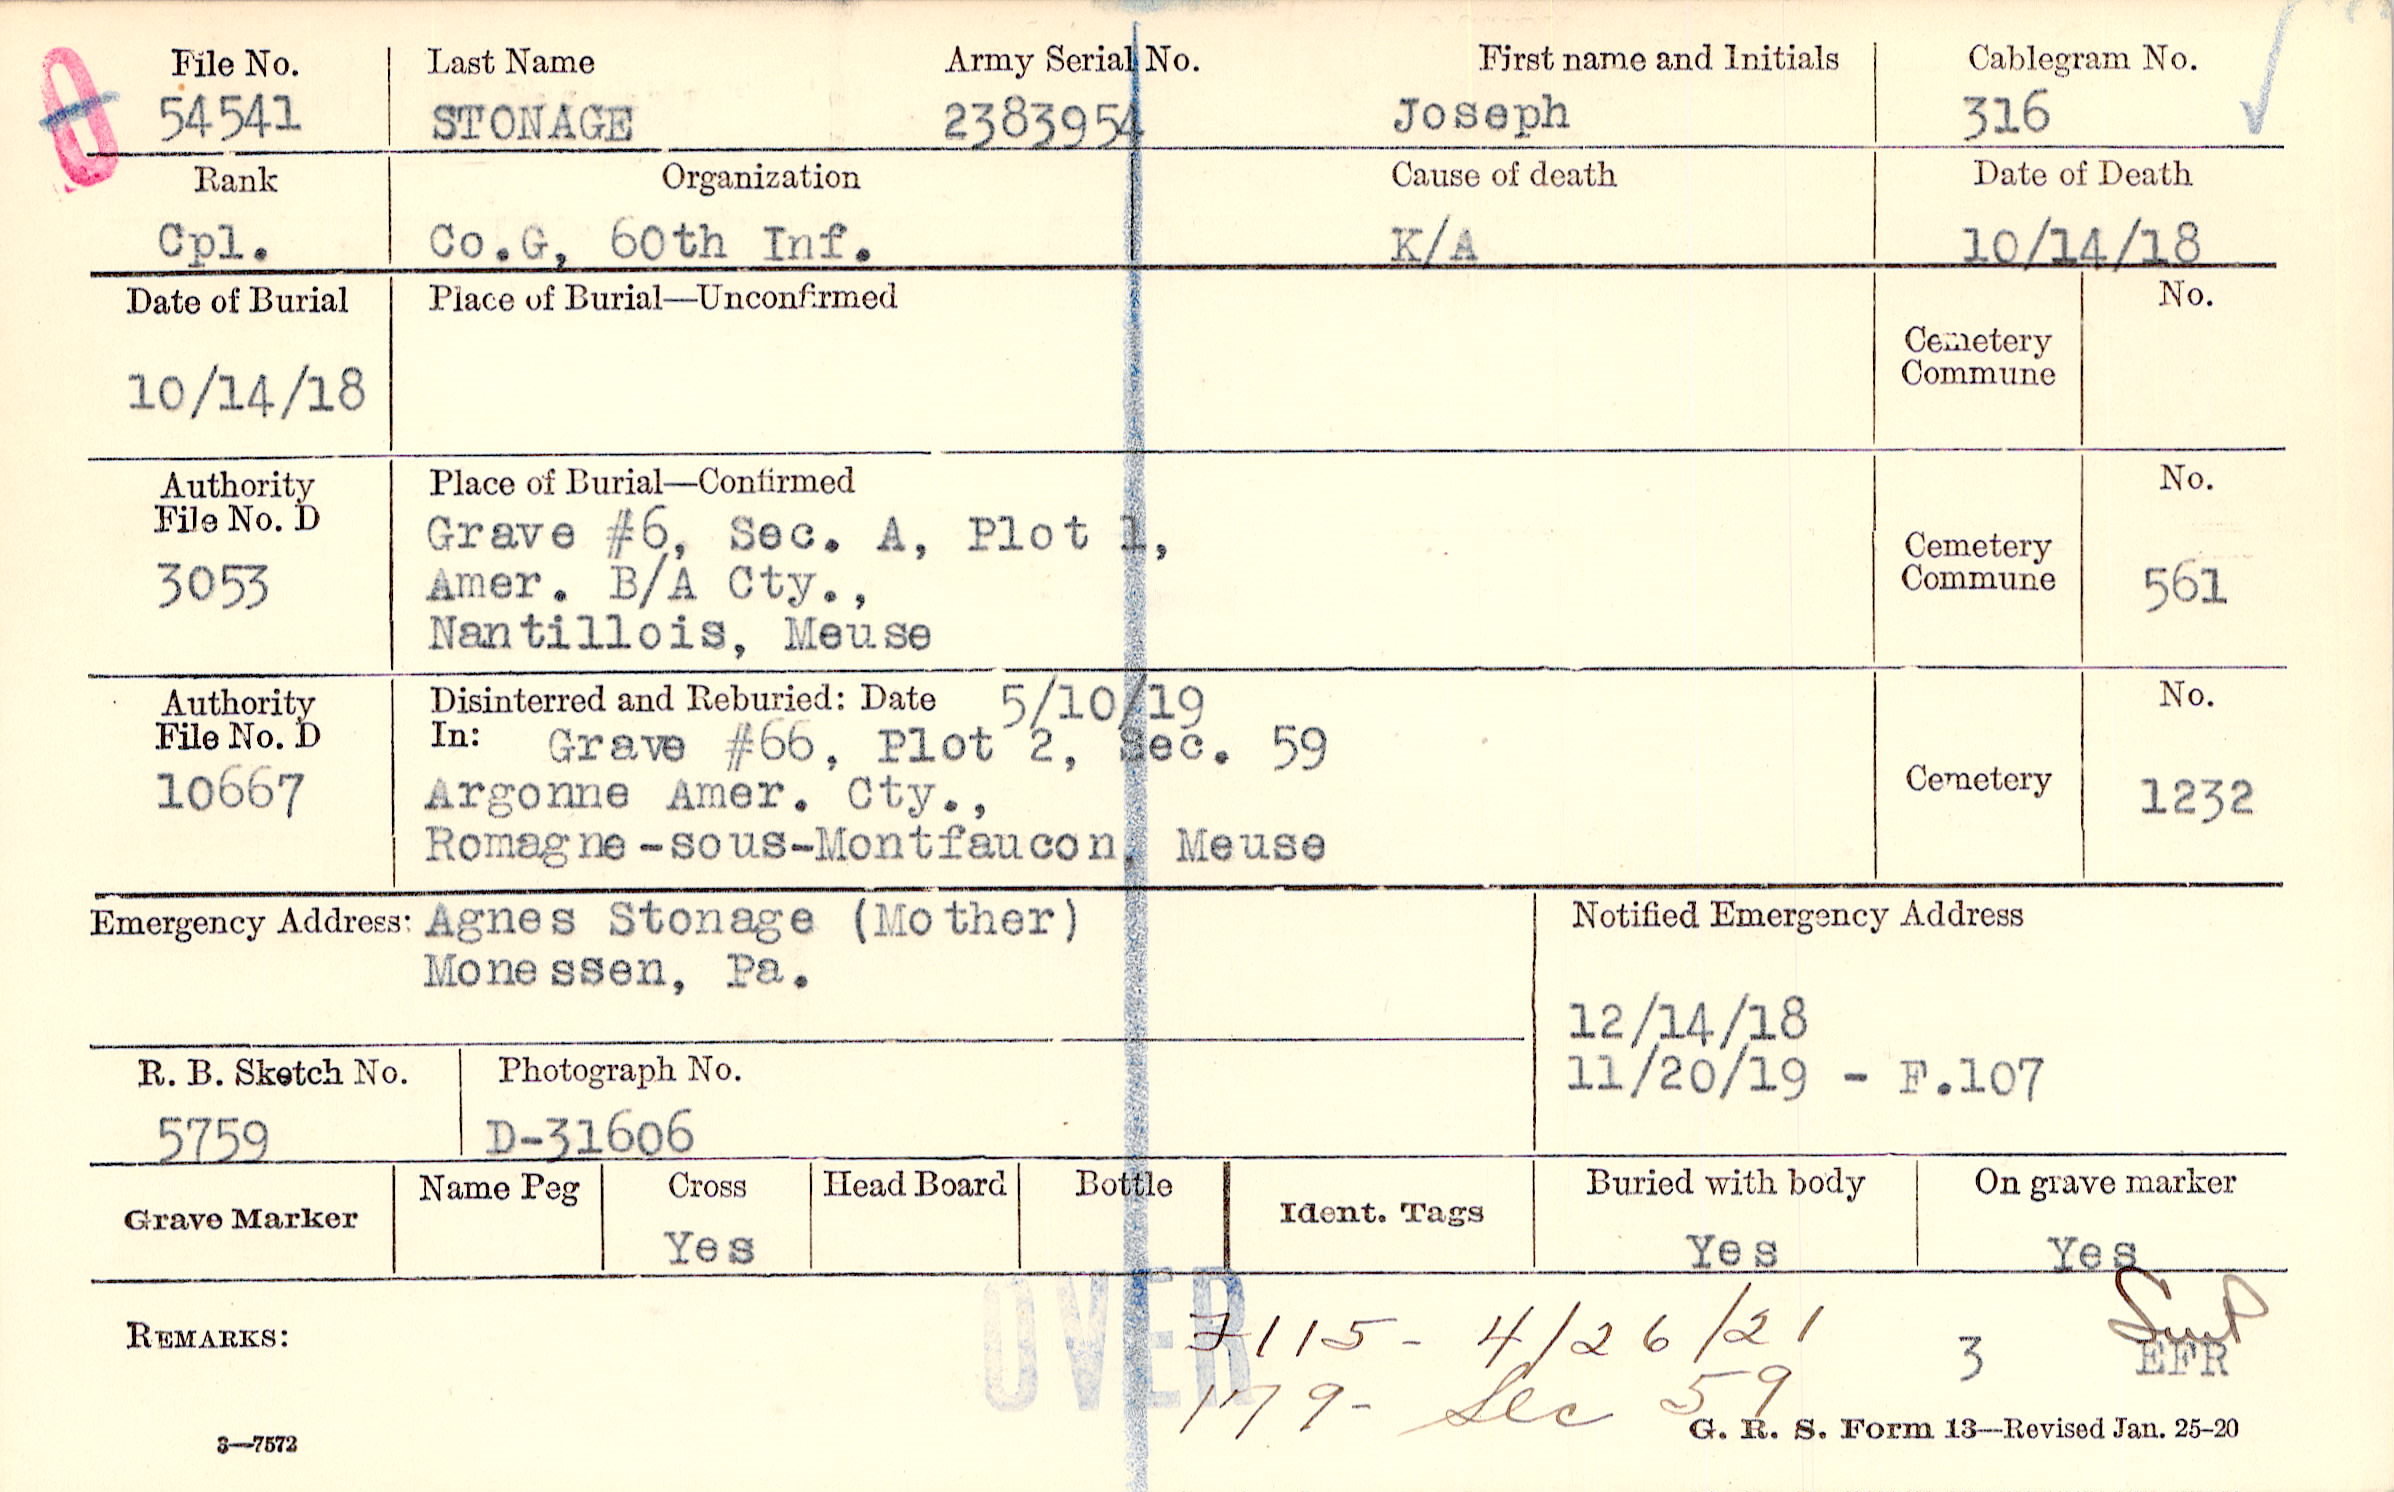 File No. Last Name Army Serial No. First name and Initials Cablegram No.
54541 STONAGE 2383954 Joseph 316
Rank Organization Cause of death Date of Death
Cpl. Co.G, 60th Inf. K/A 10/14/18
Date of Burial Place of Burial—Unconfirmed No.
Cemetery
Commune
10/14/18
Authority Place of Burial—Confirmed No.
File No. D
3053
Grave #6, Sec. A, Plot 1,
Amer. B/A Cty.,
Nantillois, Meuse
Cemetery
Commune
561
Authority Disinterred and Reburied: Date 5/10/19 No.
File No. D
10667
In: Grave #66, Plot 2, Sec. 59
Argonne Amer. Cty.,
Romagne-sous-Montfaucon, Meuse
Cemetery 1232
Emergency Address: Agnes Stonage (Mother)
Monessen, Pa.
Notified Emergency Address
12/14/18
11/20/19 - F.107
R. B. Sketch No. Photograph No.
5759 D-31606
Grave Marker Name Peg Cross Head Board Bottle Ident. Tags Buried with body On grave marker
Yes Yes Yes
OVER
REMARKS: 7115- 4/26/21 3
EFR
179- Sec 59
3—7572 G. R. S. Form 13—Revised Jan. 25-20